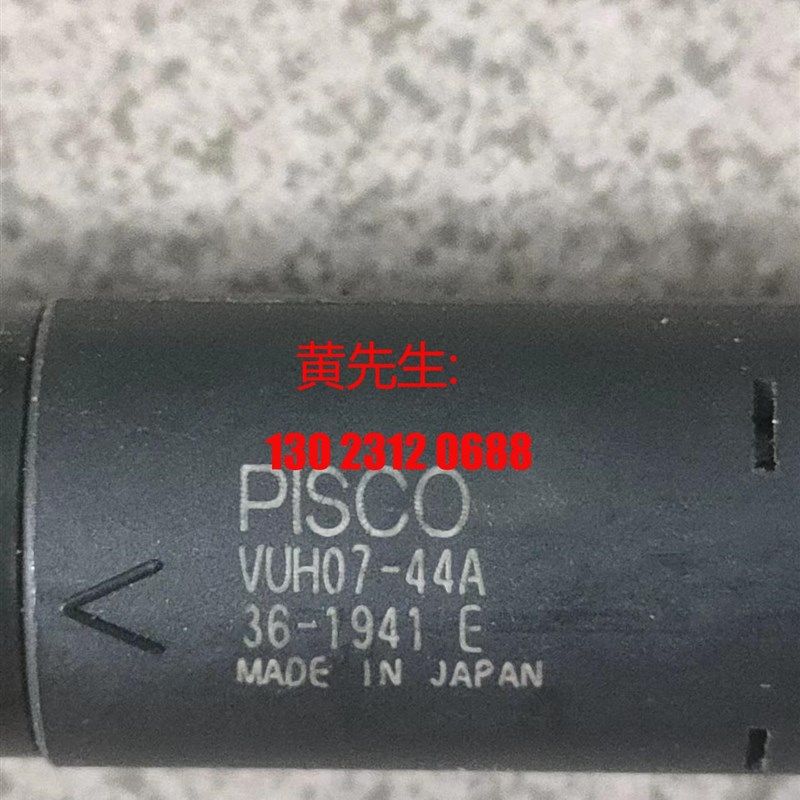 黄先生:
130 2312 0688
PISCO
VUH07-44A
36-1941 E
MADE IN JAPAN